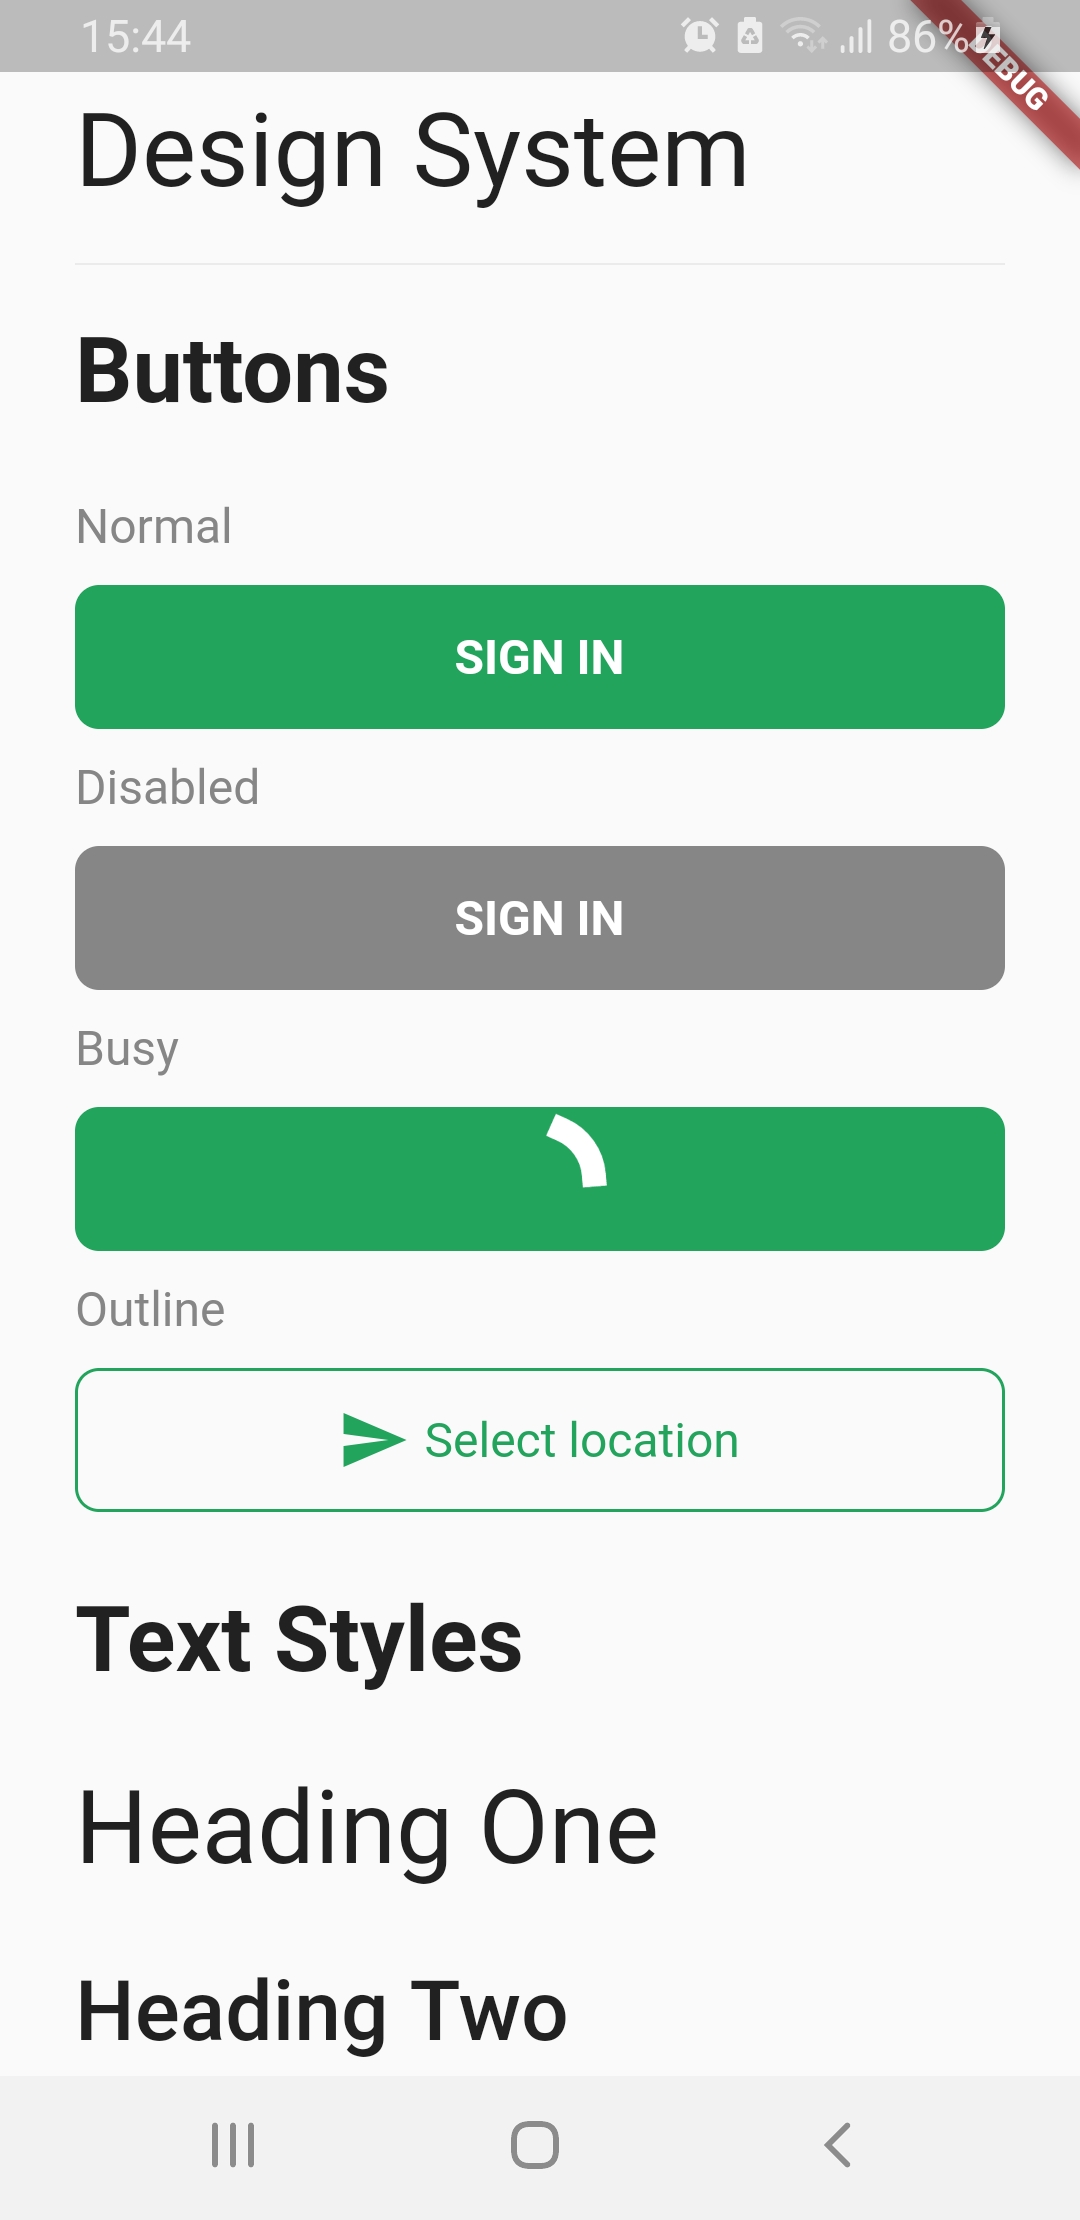 15:44 86%
DEBUG
Design System
Buttons
Normal
SIGN IN
Disabled
SIGN IN
Busy
Outline
Select location
Text Styles
Heading One
Heading Two